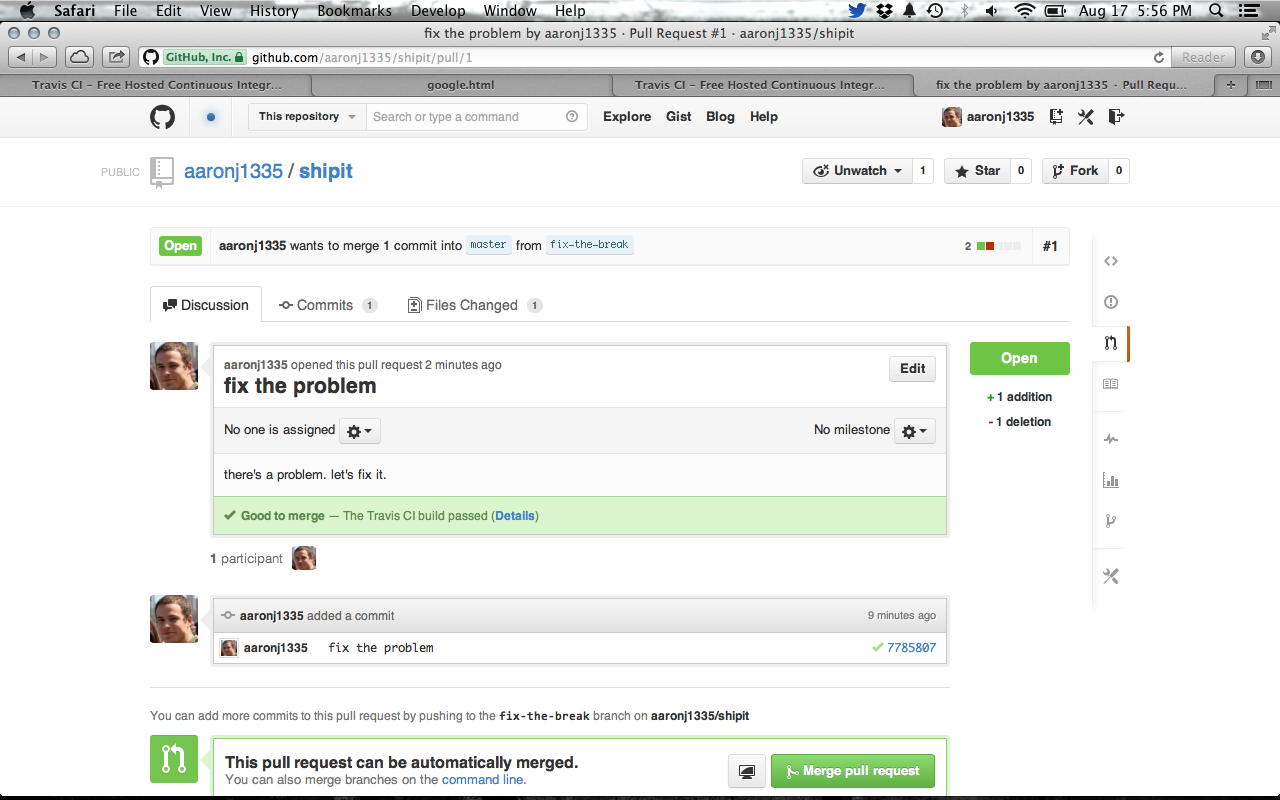 Safari File Edit View History Bookmarks Develop Window Help Aug 17 5:56 PM
fix the problem by aaronj1335 · Pull Request #1 · aaronj1335/shipit
GitHub, Inc. github.com/aaronj1335/shipit/pull/1 Reader
Travis CI – Free Hosted Continuous Integr... google.html Travis CI – Free Hosted Continuous Integr... fix the problem by aaronj1335 · Pull Requ...
This repository Search or type a command Explore Gist Blog Help aaronj1335
PUBLIC aaronj1335 / shipit Unwatch 1 Star 0 Fork 0
Open aaronj1335 wants to merge 1 commit into master from fix-the-break 2 #1
Discussion Commits 1 Files Changed 1
aaronj1335 opened this pull request 2 minutes ago
fix the problem
Edit
Open
+ 1 addition
- 1 deletion
No one is assigned No milestone
there's a problem. let's fix it.
Good to merge — The Travis CI build passed (Details)
1 participant
aaronj1335 added a commit 9 minutes ago
aaronj1335 fix the problem 7785807
You can add more commits to this pull request by pushing to the fix-the-break branch on aaronj1335/shipit
This pull request can be automatically merged.
You can also merge branches on the command line.
Merge pull request